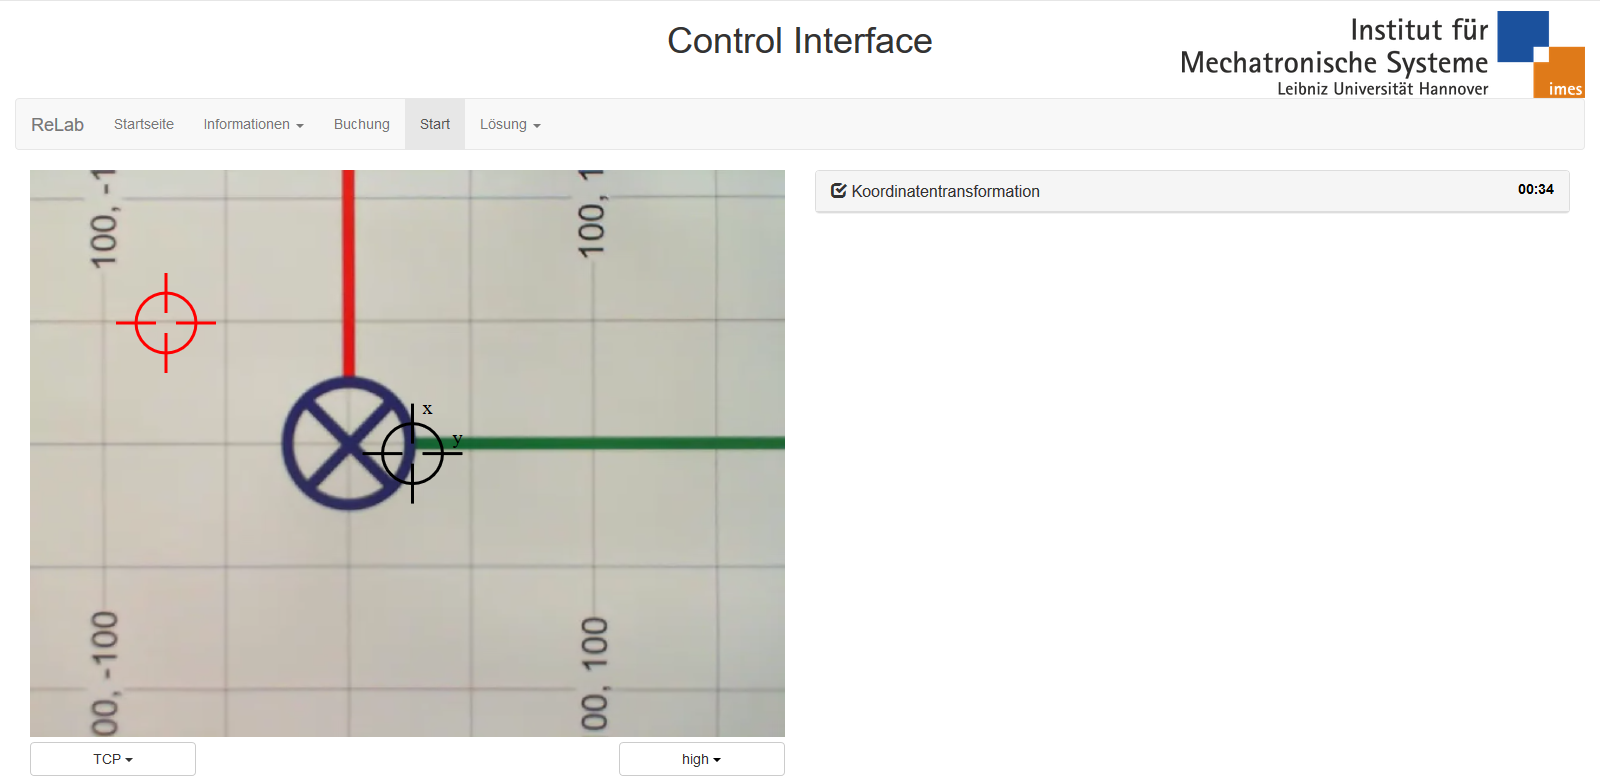 Control Interface
Institut für
Mechatronische Systeme
Leibniz Universität Hannover
imes
ReLab Startseite Informationen Buchung Start Lösung
Koordinatentransformation 00:34
100, -1
100, 1
x
y
00, -100
00, 100
TCP
high